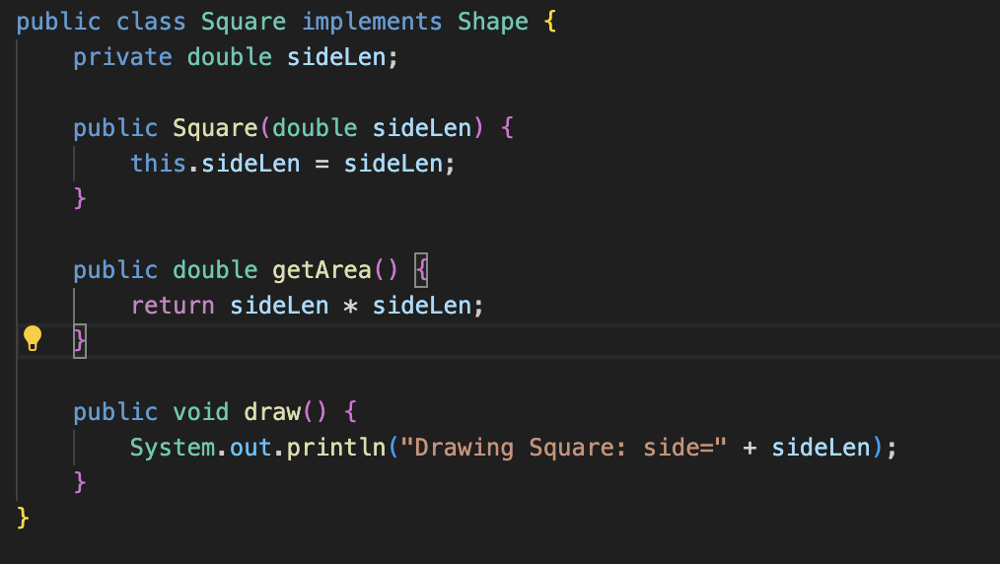 public class Square implements Shape {
    private double sideLen;

    public Square(double sideLen) {
        this.sideLen = sideLen;
    }

    public double getArea() {
        return sideLen * sideLen;
    }

    public void draw() {
        System.out.println("Drawing Square: side=" + sideLen);
    }
}